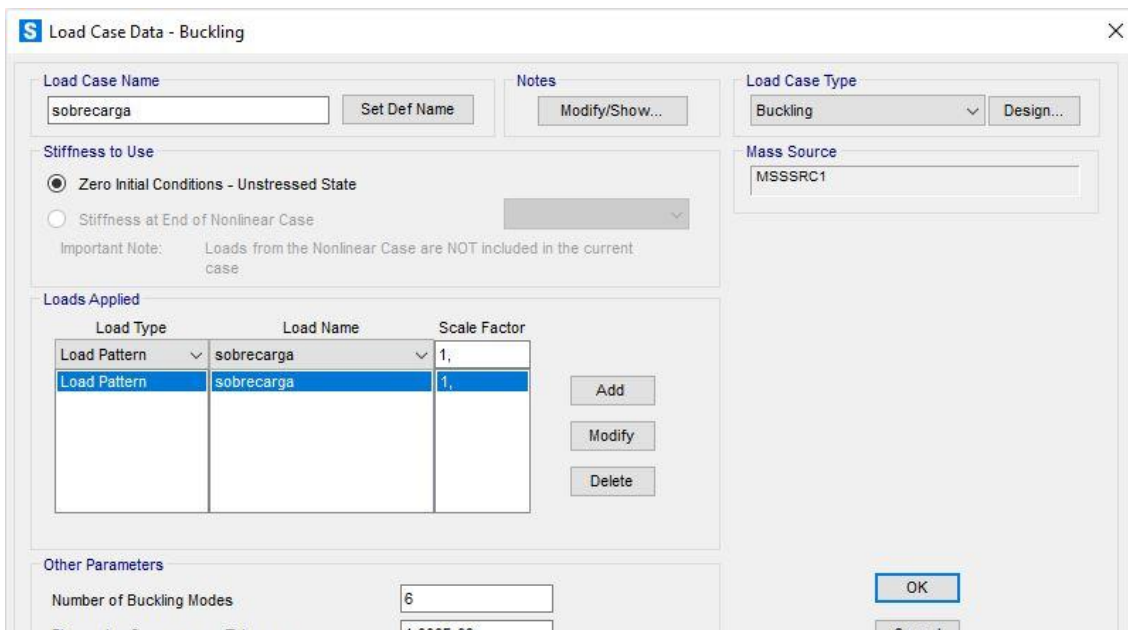 S Load Case Data - Buckling
Load Case Name
sobrecarga
Set Def Name
Notes
Modify/Show...
Load Case Type
Buckling
Design...
Stiffness to Use
Zero Initial Conditions - Unstressed State
Stiffness at End of Nonlinear Case
Important Note: Loads from the Nonlinear Case are NOT included in the current
case
Mass Source
MSSSRC1
Loads Applied
Load Type Load Name Scale Factor
Load Pattern sobrecarga 1,
Load Pattern sobrecarga 1,
Add
Modify
Delete
Other Parameters
Number of Buckling Modes 6
OK